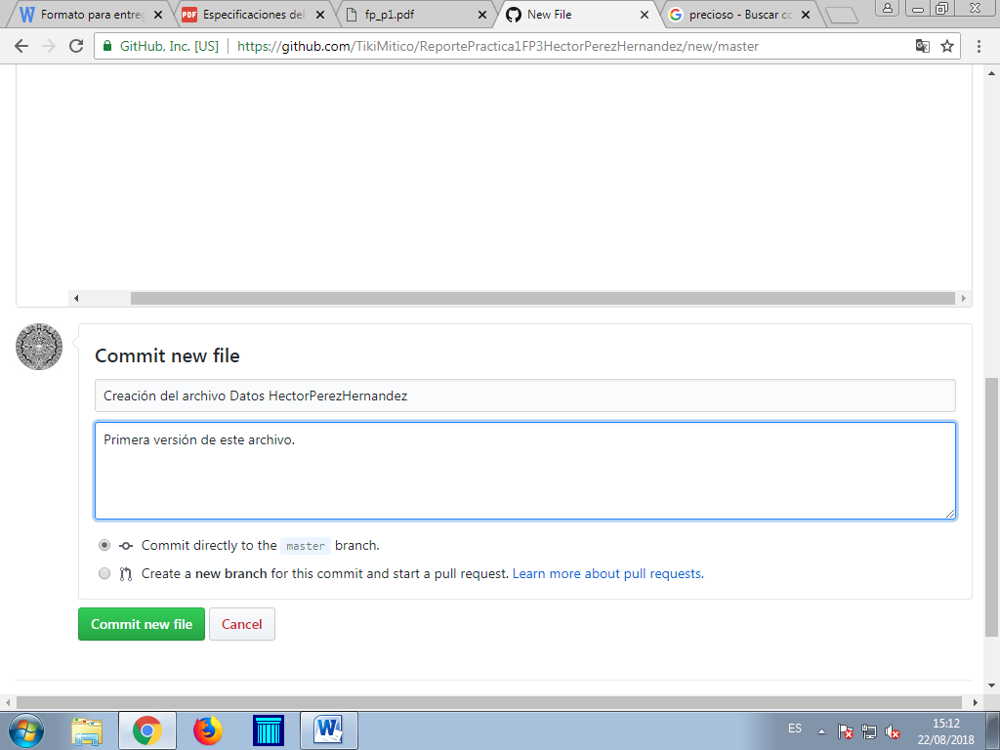 Formato para entreg
Especificaciones del
fp_p1.pdf
New File
precioso - Buscar co
GitHub, Inc. [US]
https://github.com/TikiMitico/ReportePractica1FP3HectorPerezHernandez/new/master
Commit new file
Creación del archivo Datos HectorPerezHernandez
Primera versión de este archivo.
Commit directly to the master branch.
Create a new branch for this commit and start a pull request. Learn more about pull requests.
Commit new file
Cancel
ES
15:12
22/08/2018